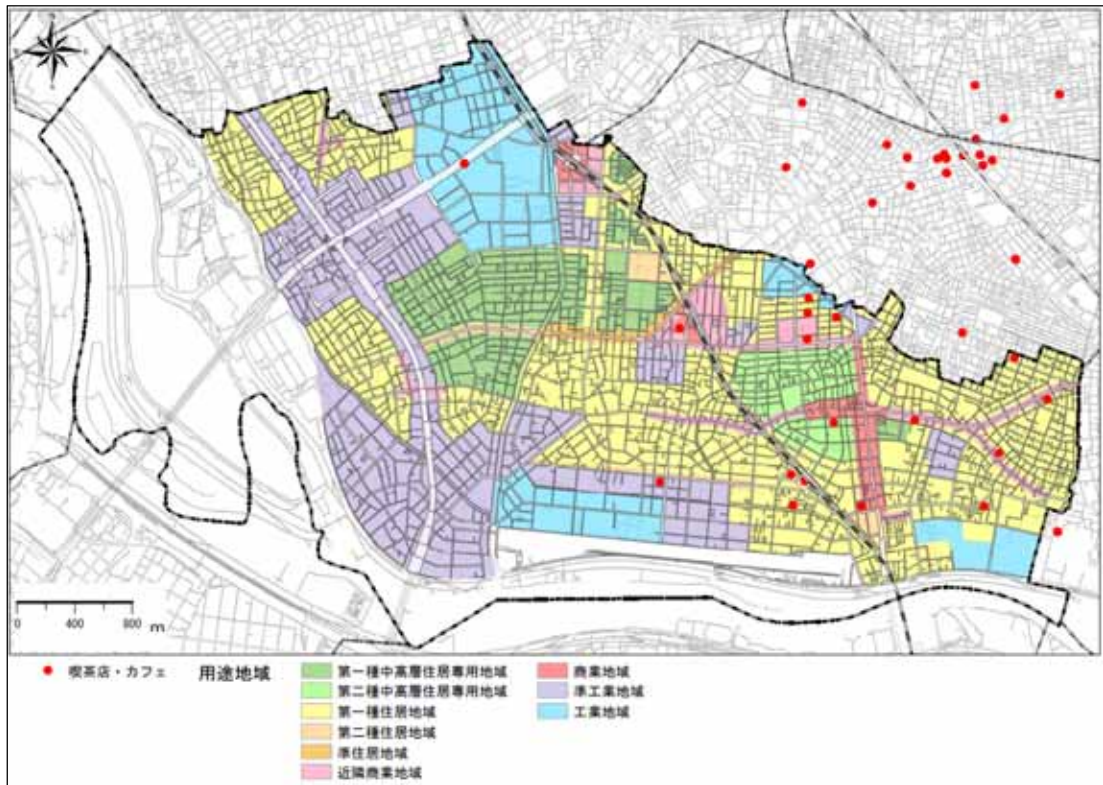 0 400 800 m
喫茶店・カフェ
用途地域
第一種中高層住居専用地域
第二種中高層住居専用地域
第一種住居地域
第二種住居地域
準住居地域
近隣商業地域
商業地域
準工業地域
工業地域